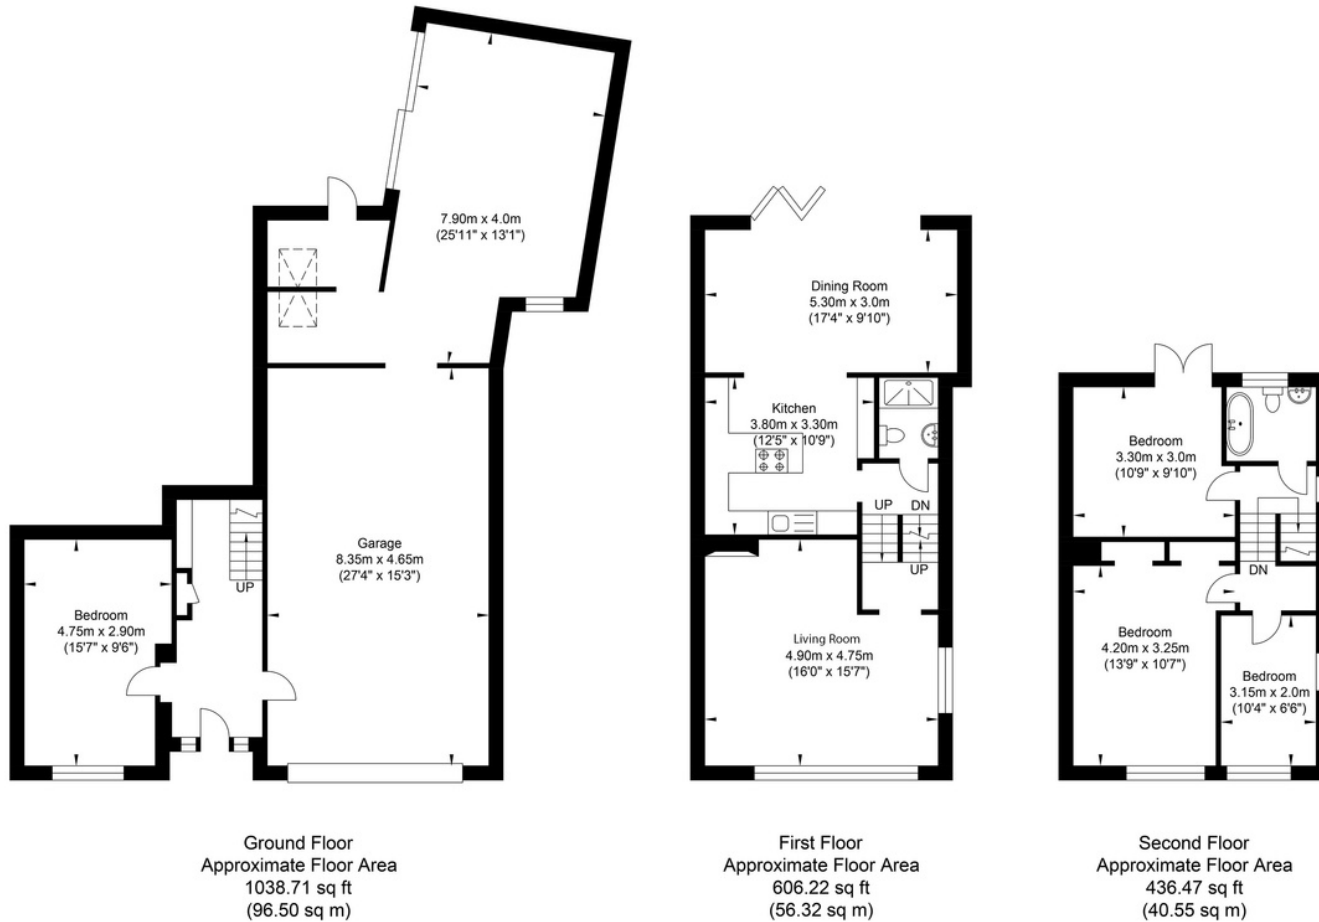 7.90m x 4.0m
(25'11" x 13'1")
Garage
8.35m x 4.65m
(27'4" x 15'3")
UP
Bedroom
4.75m x 2.90m
(15'7" x 9'6")
Ground Floor
Approximate Floor Area
1038.71 sq ft
(96.50 sq m)
Dining Room
5.30m x 3.0m
(17'4" x 9'10")
Kitchen
3.80m x 3.30m
(12'5" x 10'9")
UP
DN
UP
Living Room
4.90m x 4.75m
(16'0" x 15'7")
First Floor
Approximate Floor Area
606.22 sq ft
(56.32 sq m)
Bedroom
3.30m x 3.0m
(10'9" x 9'10")
DN
Bedroom
4.20m x 3.25m
(13'9" x 10'7")
Bedroom
3.15m x 2.0m
(10'4" x 6'6")
Second Floor
Approximate Floor Area
436.47 sq ft
(40.55 sq m)